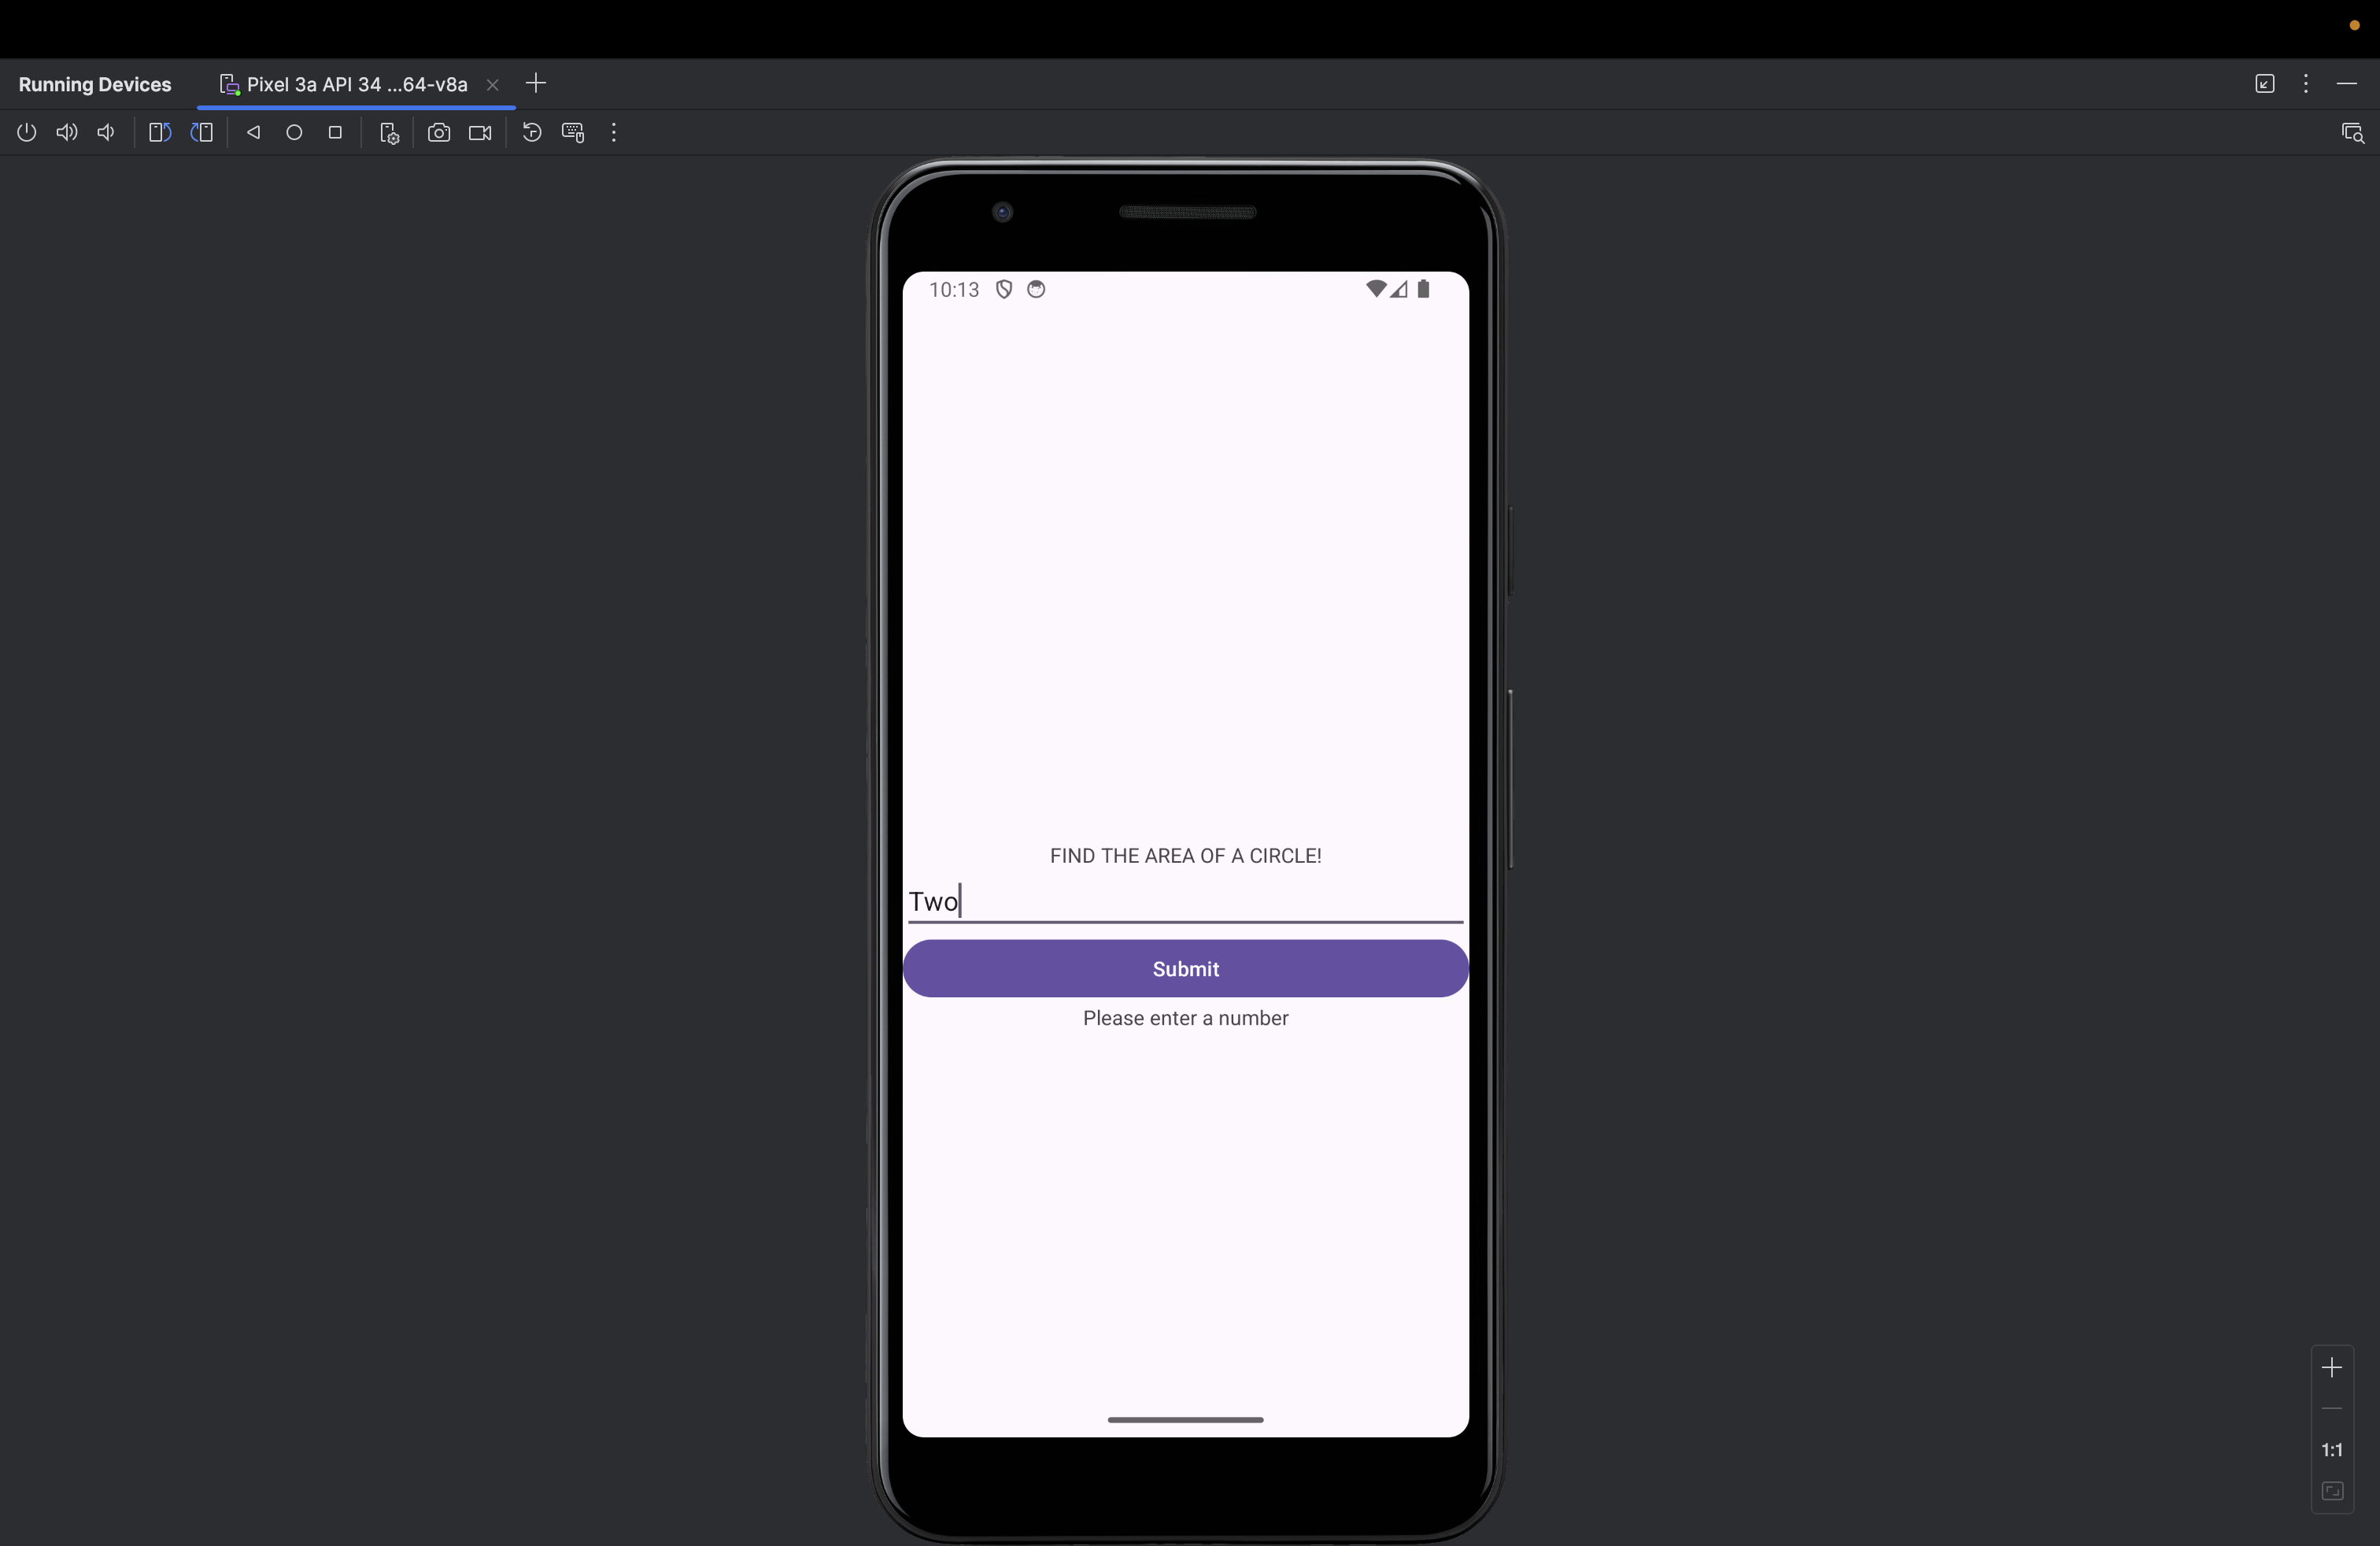 Running Devices
Pixel 3a API 34 ...64-v8a
10:13
FIND THE AREA OF A CIRCLE!
Two
Submit
Please enter a number
1:1